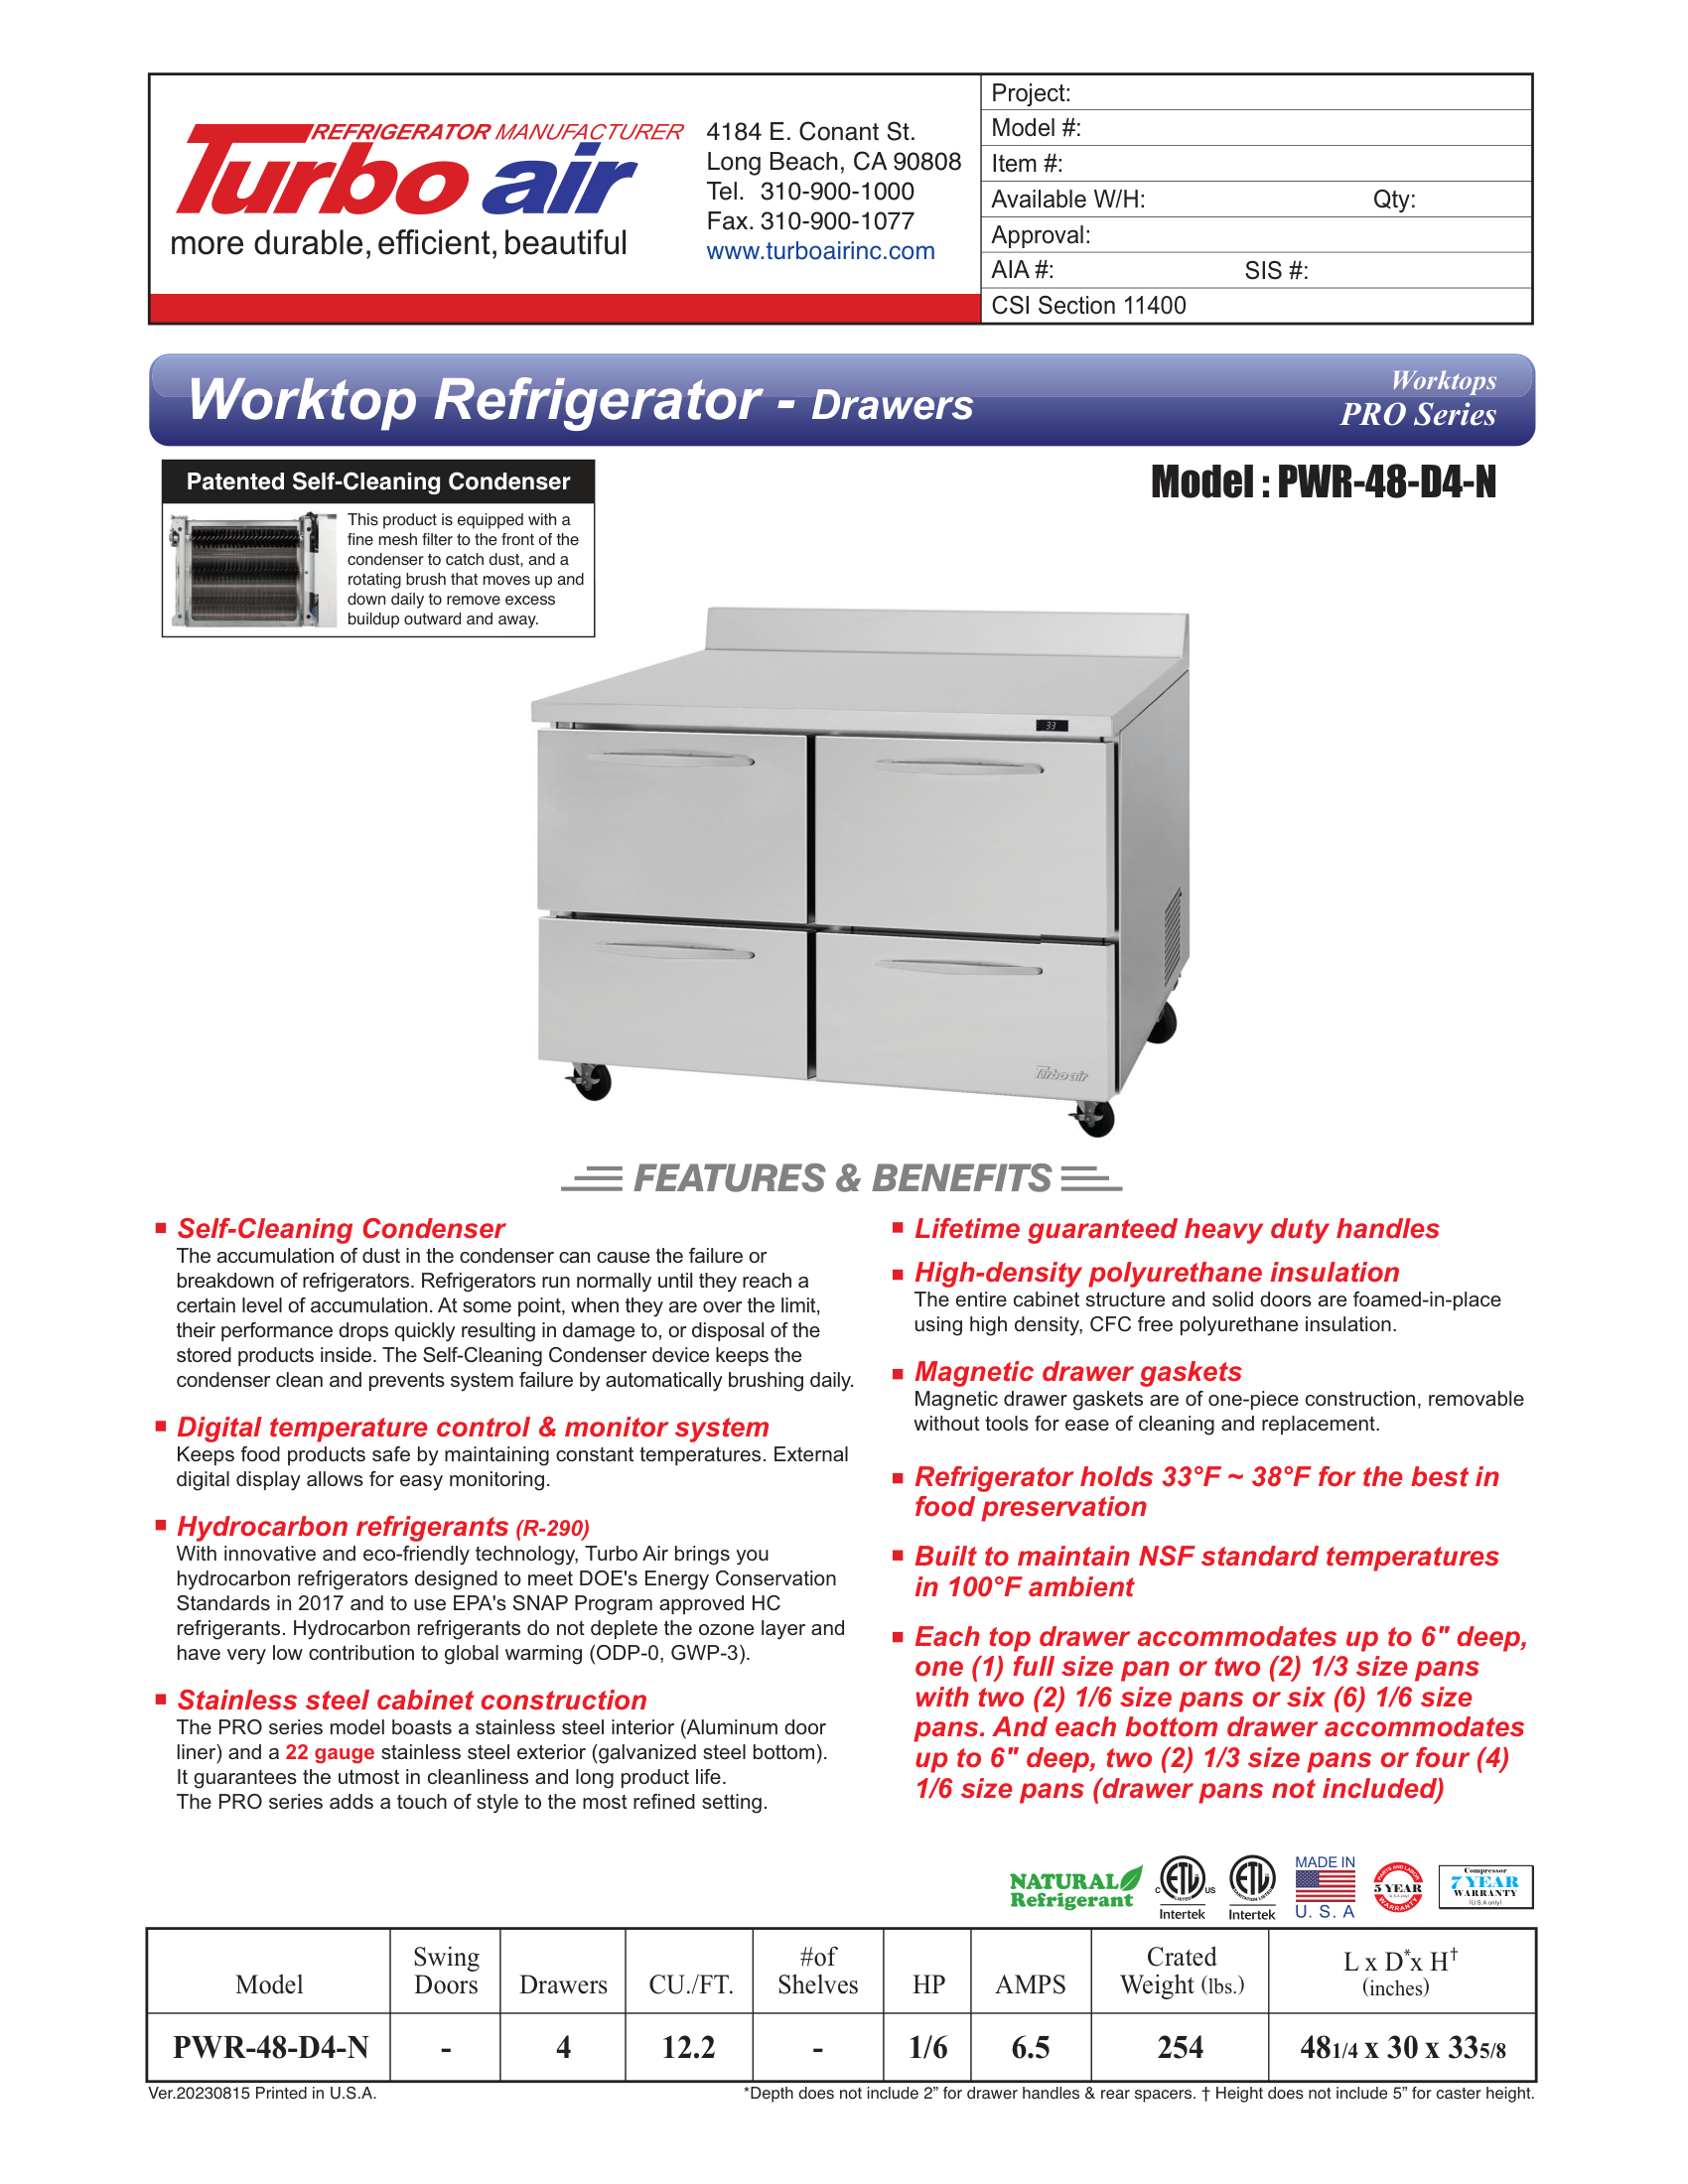 REFRIGERATOR MANUFACTURER
Turbo air
more durable, efficient, beautiful
4184 E. Conant St.
Long Beach, CA 90808
Tel. 310-900-1000
Fax. 310-900-1077
www.turboairinc.com
Project:
Model #:
Item #:
Available W/H: Qty:
Approval:
AIA #: SIS #:
CSI Section 11400
Worktop Refrigerator - Drawers
Worktops
PRO Series
Patented Self-Cleaning Condenser
This product is equipped with a
fine mesh filter to the front of the
condenser to catch dust, and a
rotating brush that moves up and
down daily to remove excess
buildup outward and away.
Model : PWR-48-D4-N
33
Turbo air
FEATURES & BENEFITS
Self-Cleaning Condenser
The accumulation of dust in the condenser can cause the failure or
breakdown of refrigerators. Refrigerators run normally until they reach a
certain level of accumulation. At some point, when they are over the limit,
their performance drops quickly resulting in damage to, or disposal of the
stored products inside. The Self-Cleaning Condenser device keeps the
condenser clean and prevents system failure by automatically brushing daily.
Digital temperature control & monitor system
Keeps food products safe by maintaining constant temperatures. External
digital display allows for easy monitoring.
Hydrocarbon refrigerants (R-290)
With innovative and eco-friendly technology, Turbo Air brings you
hydrocarbon refrigerators designed to meet DOE's Energy Conservation
Standards in 2017 and to use EPA's SNAP Program approved HC
refrigerants. Hydrocarbon refrigerants do not deplete the ozone layer and
have very low contribution to global warming (ODP-0, GWP-3).
Stainless steel cabinet construction
The PRO series model boasts a stainless steel interior (Aluminum door
liner) and a 22 gauge stainless steel exterior (galvanized steel bottom).
It guarantees the utmost in cleanliness and long product life.
The PRO series adds a touch of style to the most refined setting.
Lifetime guaranteed heavy duty handles
High-density polyurethane insulation
The entire cabinet structure and solid doors are foamed-in-place
using high density, CFC free polyurethane insulation.
Magnetic drawer gaskets
Magnetic drawer gaskets are of one-piece construction, removable
without tools for ease of cleaning and replacement.
Refrigerator holds 33°F ~ 38°F for the best in
food preservation
Built to maintain NSF standard temperatures
in 100°F ambient
Each top drawer accommodates up to 6" deep,
one (1) full size pan or two (2) 1/3 size pans
with two (2) 1/6 size pans or six (6) 1/6 size
pans. And each bottom drawer accommodates
up to 6" deep, two (2) 1/3 size pans or four (4)
1/6 size pans (drawer pans not included)
NATURAL
Refrigerant
C ETL US
LISTED
Intertek
ETL
SANITATION LISTED
Intertek
MADE IN
U. S. A
PARTS AND LABOR
5 YEAR
(U.S.A only)
WARRANTY
Compressor
7 YEAR
WARRANTY
(U.S.A only)
Model Swing Doors Drawers CU./FT. #of Shelves HP AMPS Crated Weight (lbs.) L x D* x H† (inches)
PWR-48-D4-N - 4 12.2 - 1/6 6.5 254 481/4 x 30 x 335/8
Ver.20230815 Printed in U.S.A.
*Depth does not include 2” for drawer handles & rear spacers. † Height does not include 5” for caster height.